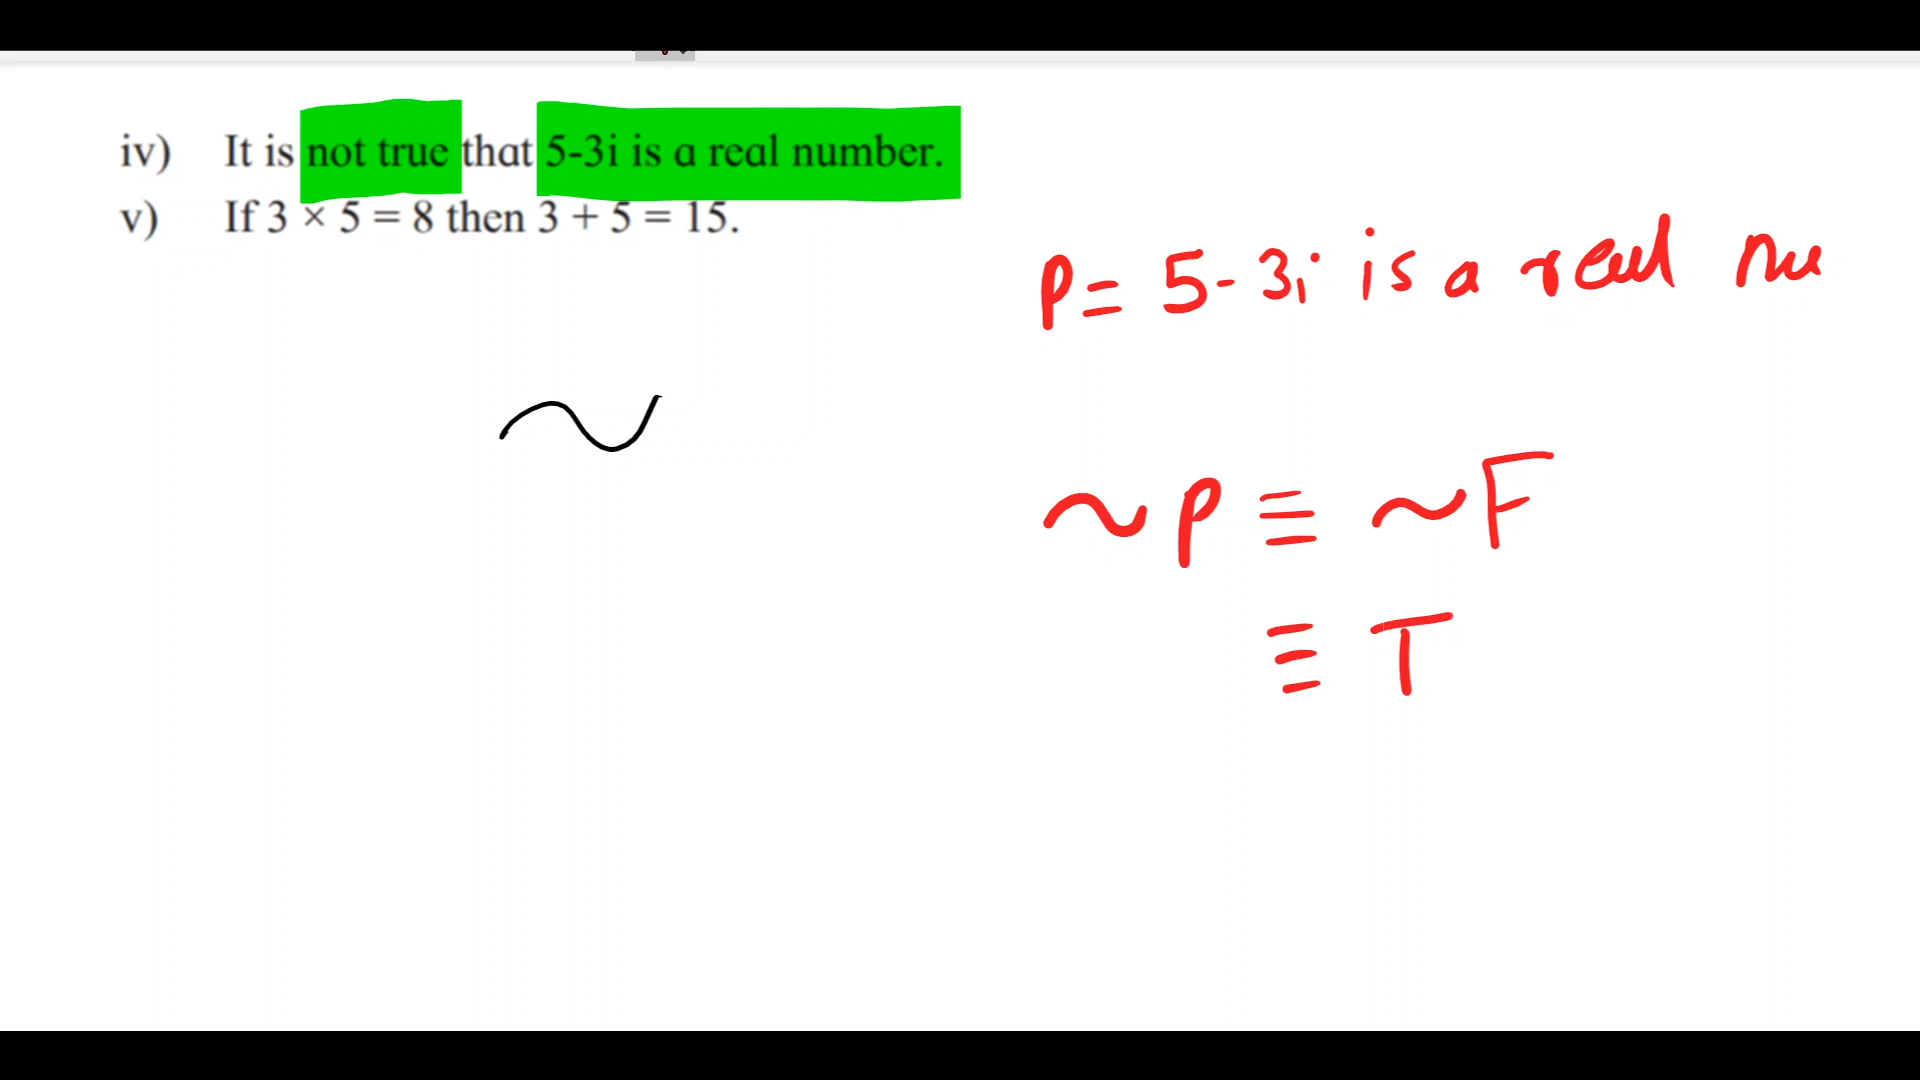 iv) It is not true that 5-3i is a real number.
v) If 3 × 5 = 8 then 3 + 5 = 15.
p = 5-3i is a real nu
~
~p ≡ ~F
≡ T